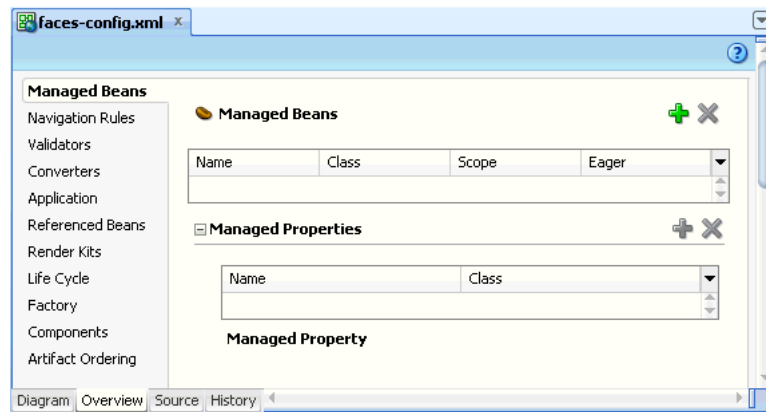 faces-config.xml
Managed Beans
Navigation Rules
Validators
Converters
Application
Referenced Beans
Render Kits
Life Cycle
Factory
Components
Artifact Ordering
Managed Beans
Name Class Scope Eager
Managed Properties
Name Class
Managed Property
Diagram Overview Source History